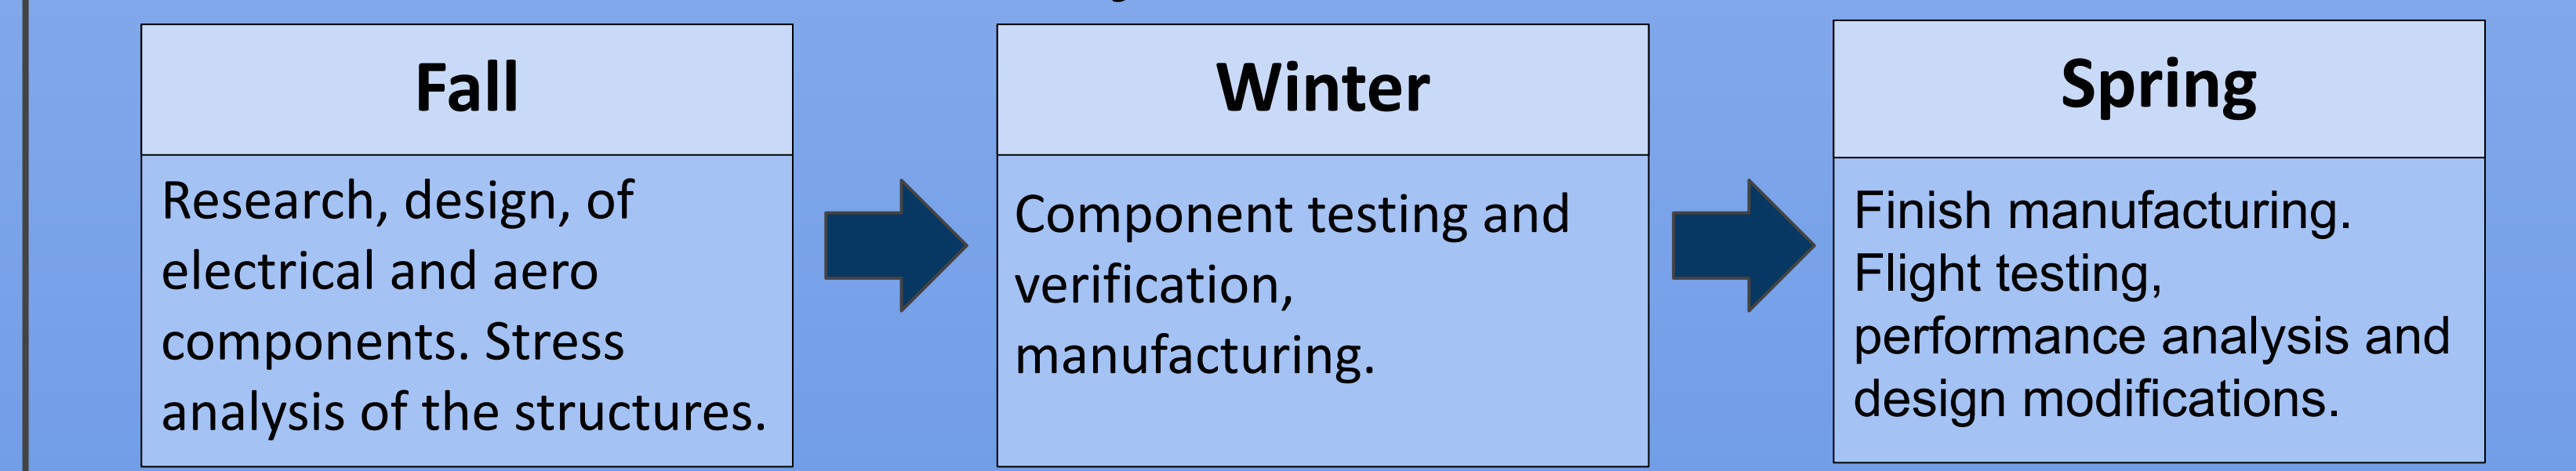 Fall
Research, design, of
electrical and aero
components. Stress
analysis of the structures.
Winter
Component testing and
verification,
manufacturing.
Spring
Finish manufacturing.
Flight testing,
performance analysis and
design modifications.